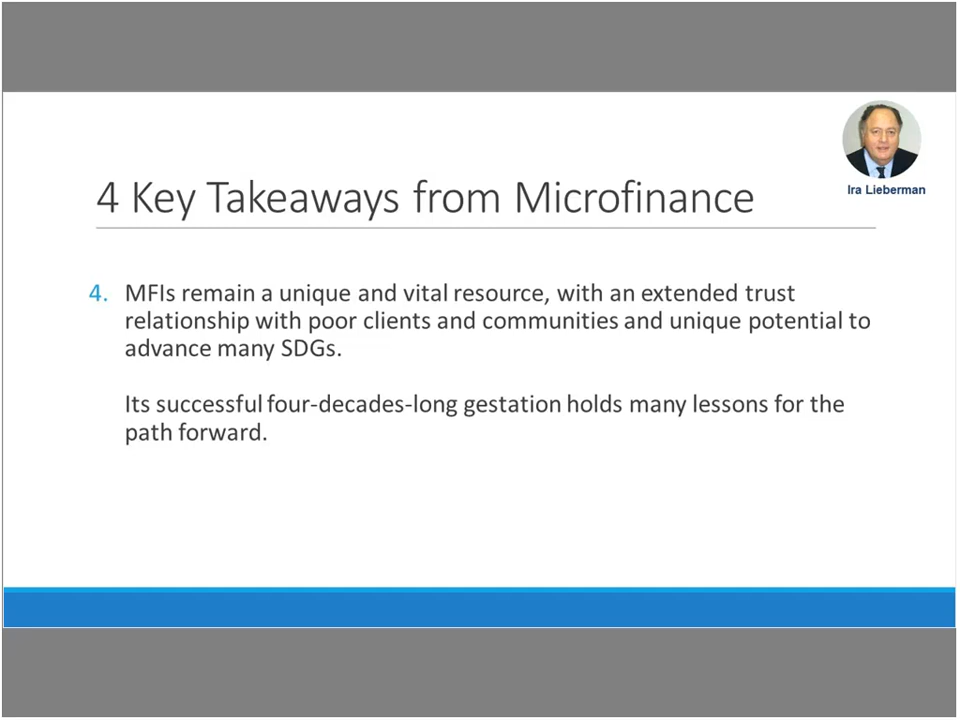 Ira Lieberman
4 Key Takeaways from Microfinance
4. MFIs remain a unique and vital resource, with an extended trust
relationship with poor clients and communities and unique potential to
advance many SDGs.
Its successful four-decades-long gestation holds many lessons for the
path forward.